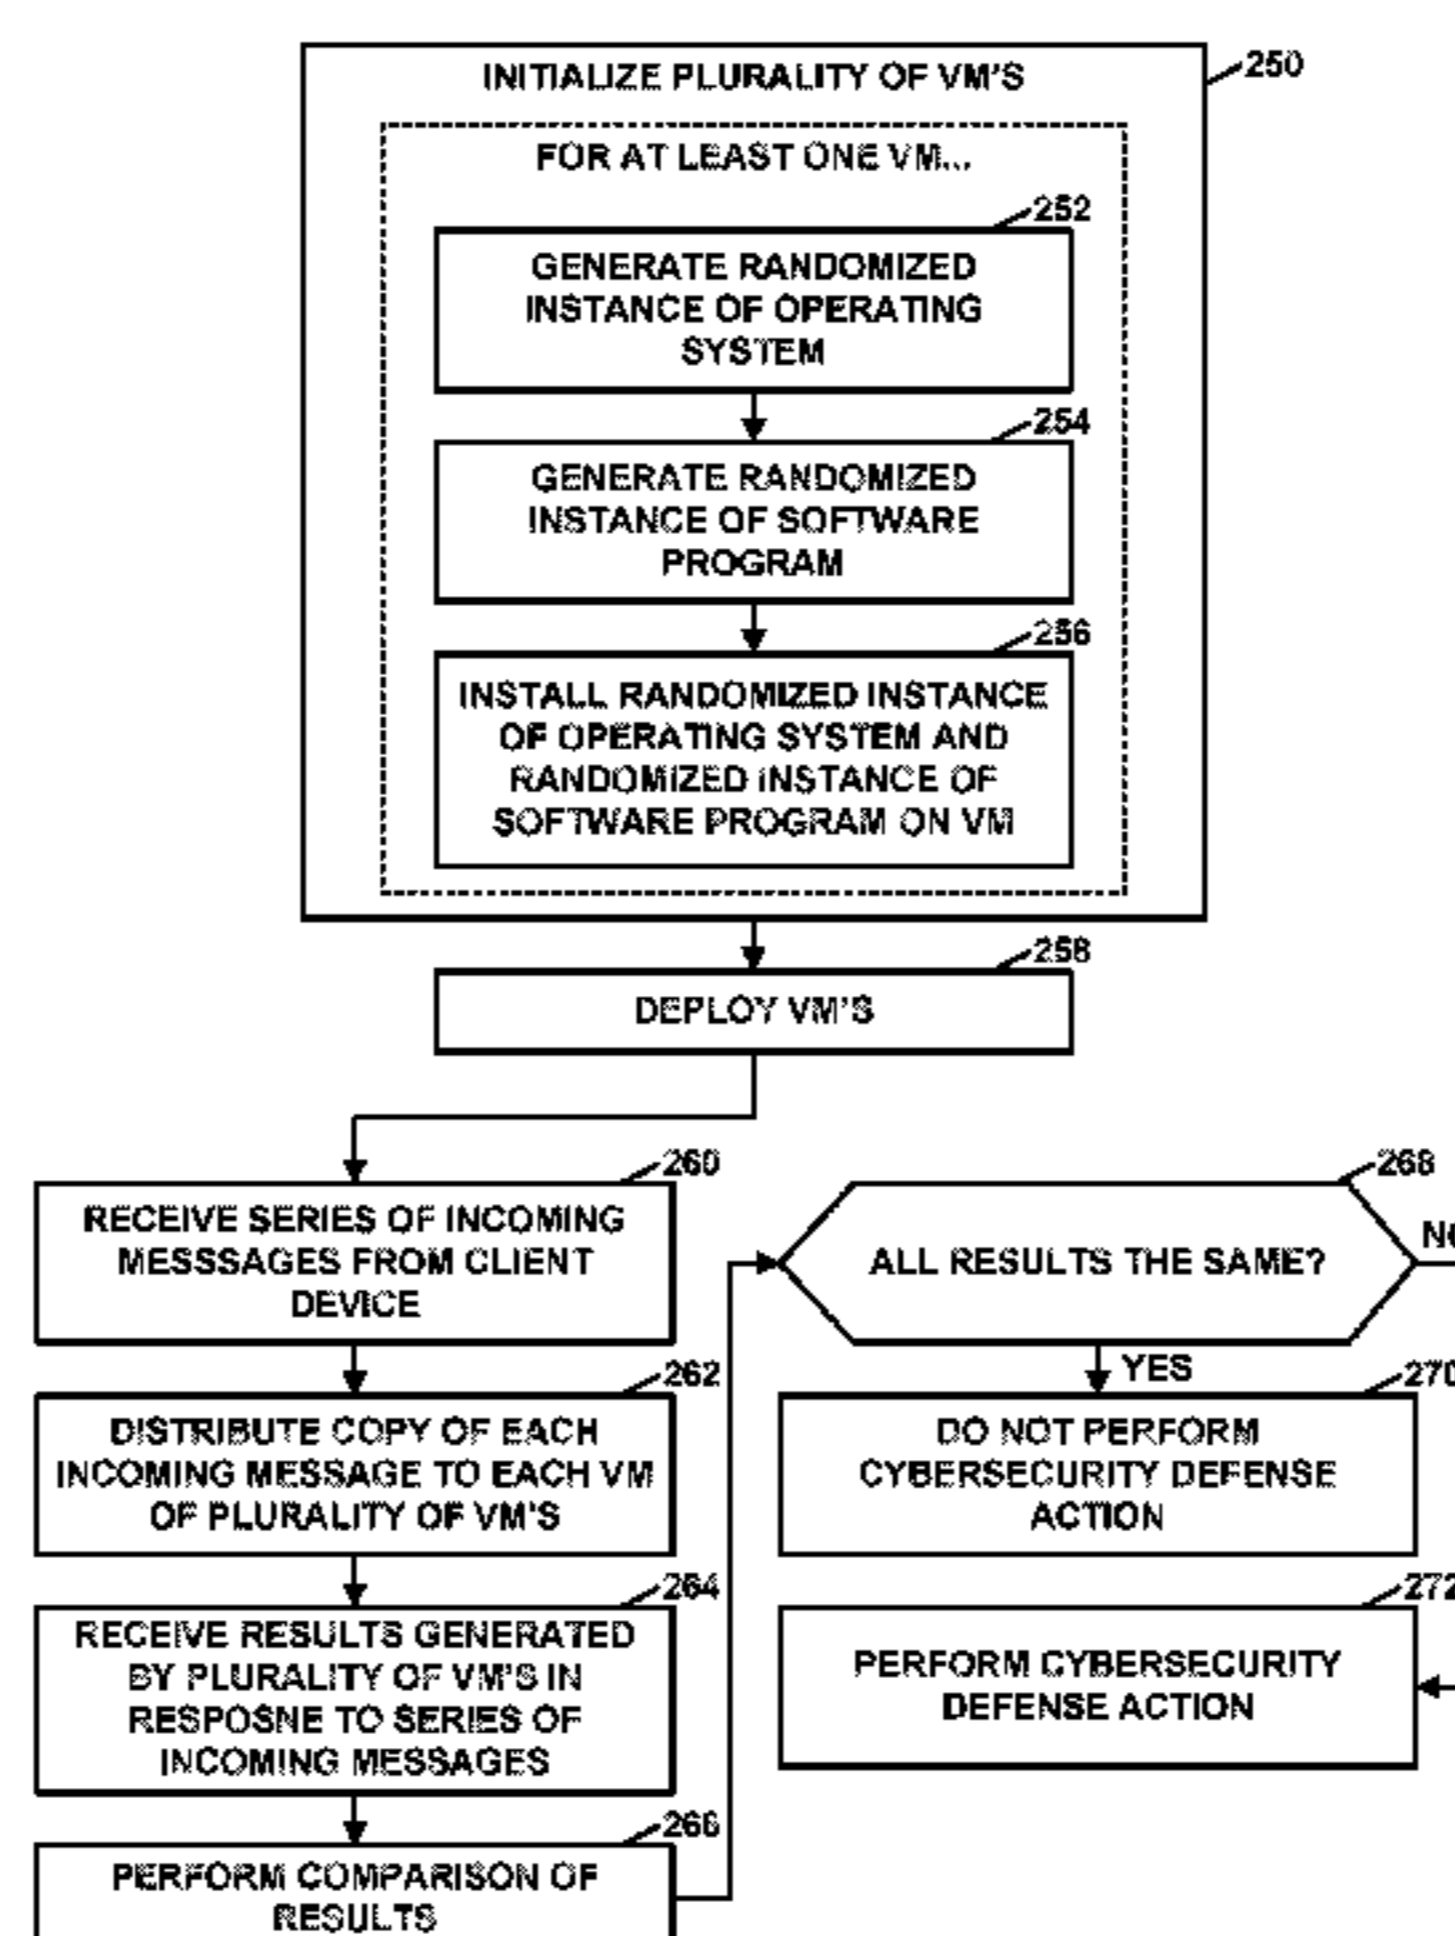 INITIALIZE PLURALITY OF VM'S
250
FOR AT LEAST ONE VM...
252
GENERATE RANDOMIZED
INSTANCE OF OPERATING
SYSTEM
254
GENERATE RANDOMIZED
INSTANCE OF SOFTWARE
PROGRAM
256
INSTALL RANDOMIZED INSTANCE
OF OPERATING SYSTEM AND
RANDOMIZED INSTANCE OF
SOFTWARE PROGRAM ON VM
258
DEPLOY VM'S
260
RECEIVE SERIES OF INCOMING
MESSSAGES FROM CLIENT
DEVICE
262
DISTRIBUTE COPY OF EACH
INCOMING MESSAGE TO EACH VM
OF PLURALITY OF VM'S
264
RECEIVE RESULTS GENERATED
BY PLURALITY OF VM'S IN
RESPOSNE TO SERIES OF
INCOMING MESSAGES
266
PERFORM COMPARISON OF
RESULTS
268
ALL RESULTS THE SAME?
NO
YES
270
DO NOT PERFORM
CYBERSECURITY DEFENSE
ACTION
272
PERFORM CYBERSECURITY
DEFENSE ACTION